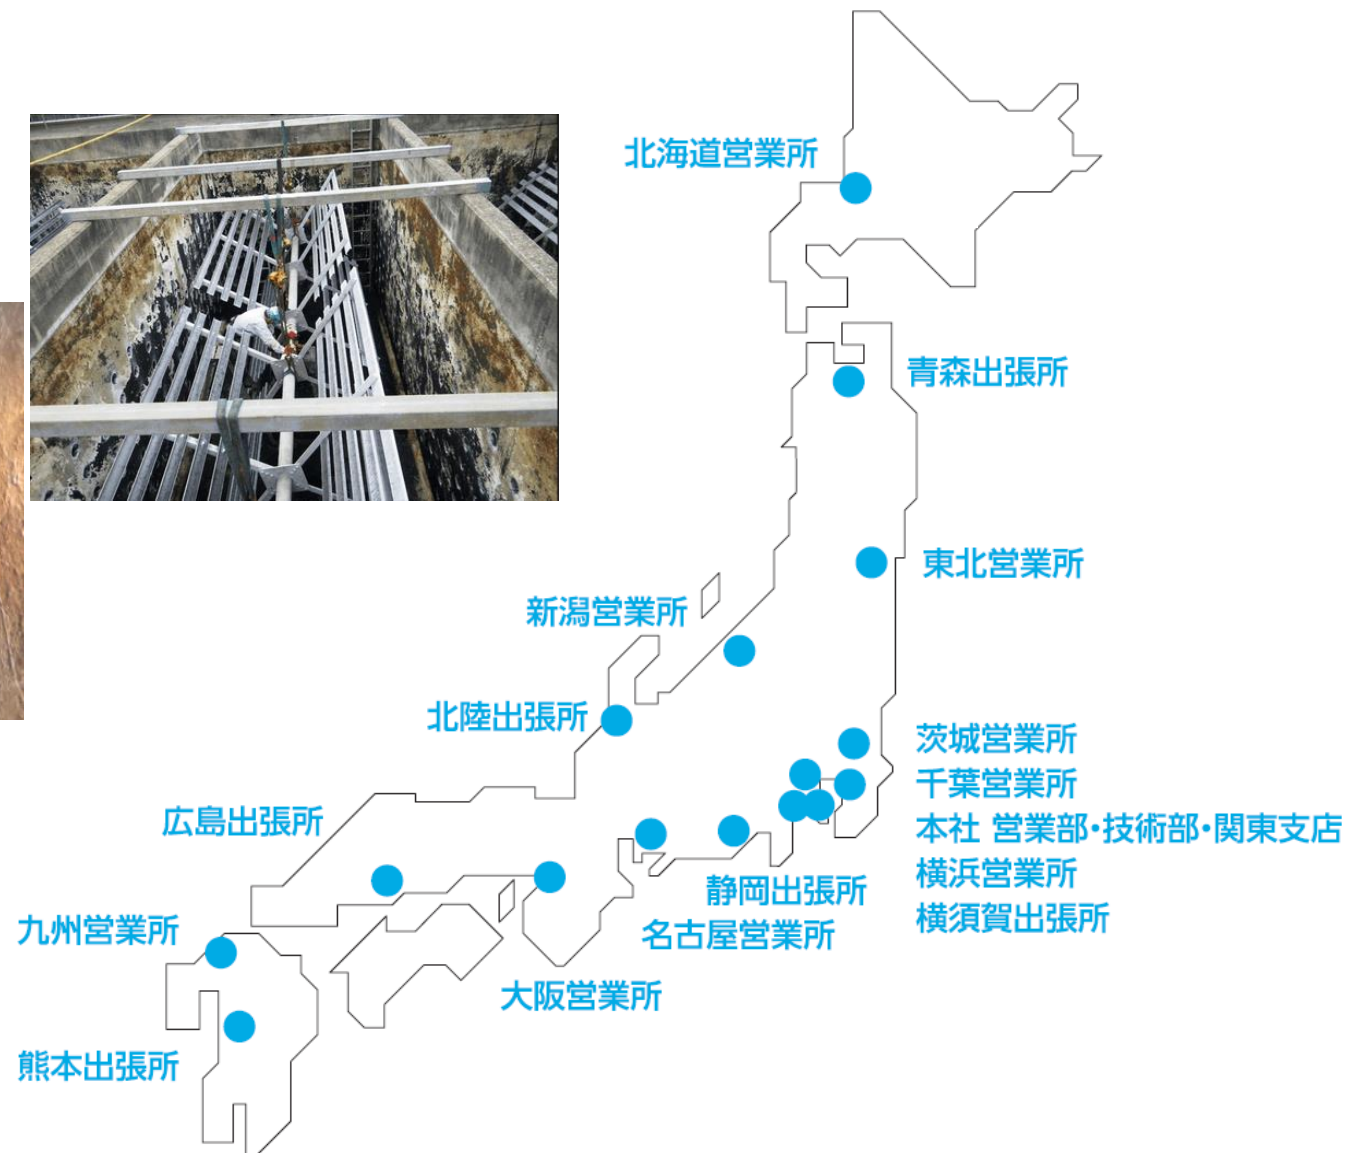 北海道営業所
青森出張所
東北営業所
新潟営業所
北陸出張所
茨城営業所
千葉営業所
本社 営業部・技術部・関東支店
横浜営業所
横須賀出張所
広島出張所
静岡出張所
名古屋営業所
大阪営業所
九州営業所
熊本出張所